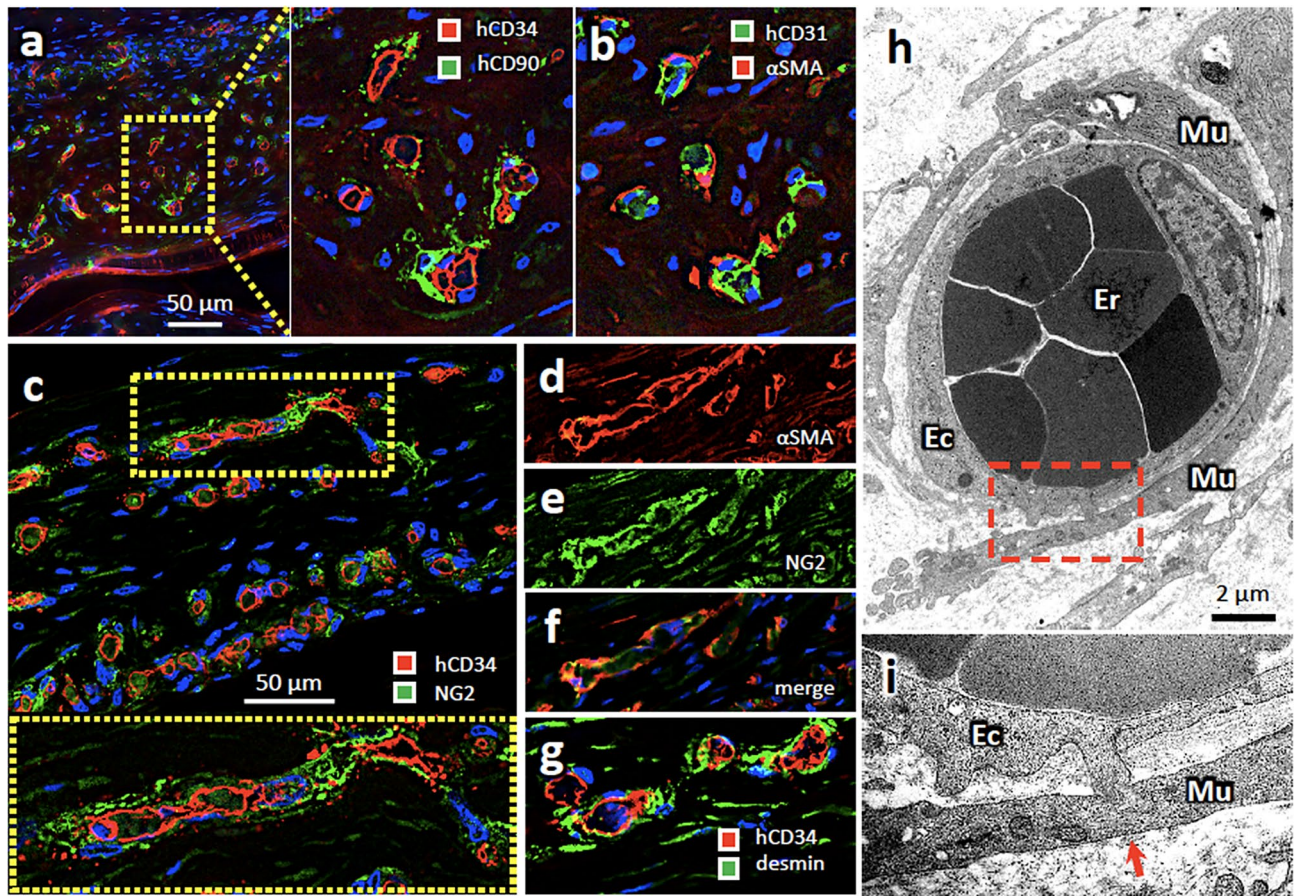 a
hCD34
hCD90
50 µm
b
hCD31
αSMA
c
hCD34
NG2
50 µm
d
αSMA
e
NG2
f
merge
g
hCD34
desmin
h
Mu
Er
Ec
Mu
2 µm
i
Ec
Mu